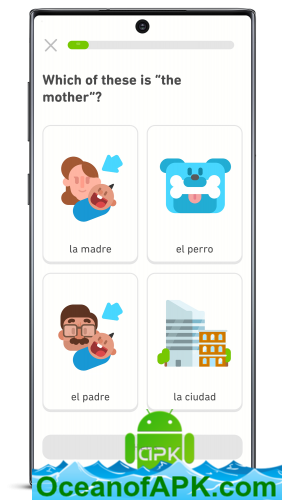 Which of these is “the
mother”?
la madre
el perro
el padre
la ciudad
APK
OceanofAPK.com